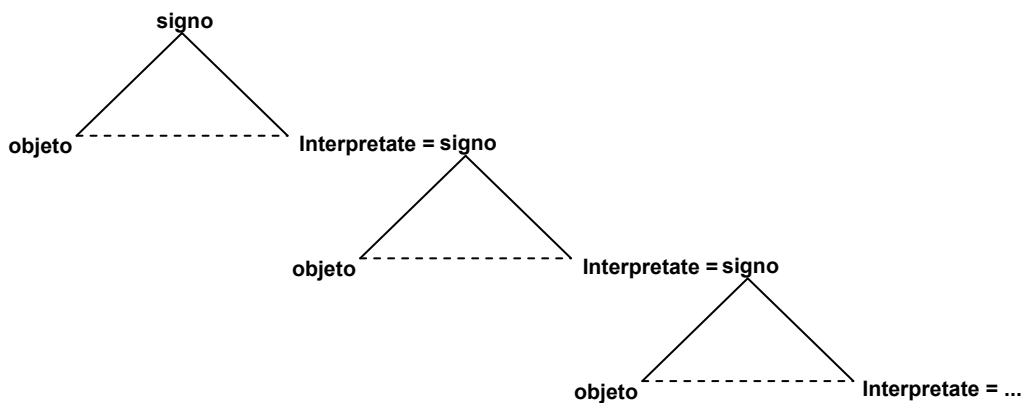 signo
objeto
Interpretate = signo
objeto
Interpretate = signo
objeto
Interpretate = ...